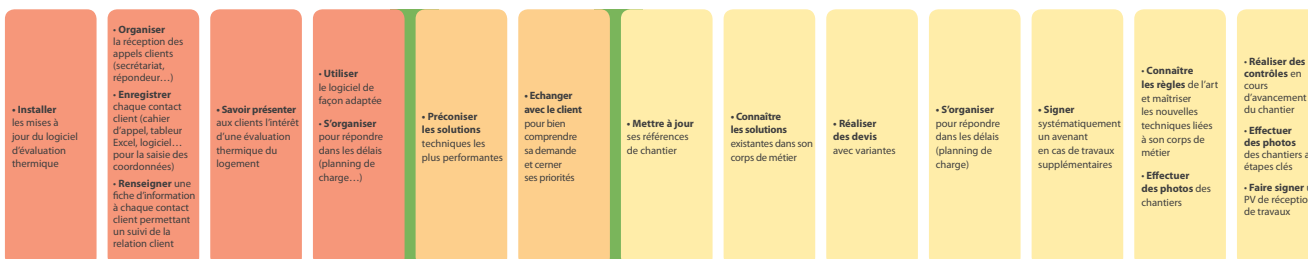 • Installer
les mises à
jour du logiciel
d'évaluation
thermique
• Organiser
la réception des
appels clients
(secrétariat,
répondeur…)
• Enregistrer
chaque contact
client (cahier
d'appel, tableur
Excel, logiciel…
pour la saisie des
coordonnées)
• Renseigner une
fiche d'information
à chaque contact
client permettant
un suivi de la
relation client
• Savoir présenter
aux clients l'intérêt
d'une évaluation
thermique du
logement
• Utiliser
le logiciel de
façon adaptée
• S'organiser
pour répondre
dans les délais
(planning de
charge…)
• Préconiser
les solutions
techniques les
plus performantes
• Echanger
avec le client
pour bien
comprendre
sa demande
et cerner
ses priorités
• Mettre à jour
ses références
de chantier
• Connaître
les solutions
existantes dans son
corps de métier
• Réaliser
des devis
avec variantes
• S'organiser
pour répondre
dans les délais
(planning de
charge)
• Signer
systématiquement
un avenant
en cas de travaux
supplémentaires
• Connaître
les règles de l'art
et maîtriser
les nouvelles
techniques liées
à son corps de
métier
• Effectuer
des photos des
chantiers
• Réaliser des
contrôles en
cours
d'avancement
du chantier
• Effectuer
des photos
des chantiers
étapes clés
• Faire signer
PV de réception
de travaux